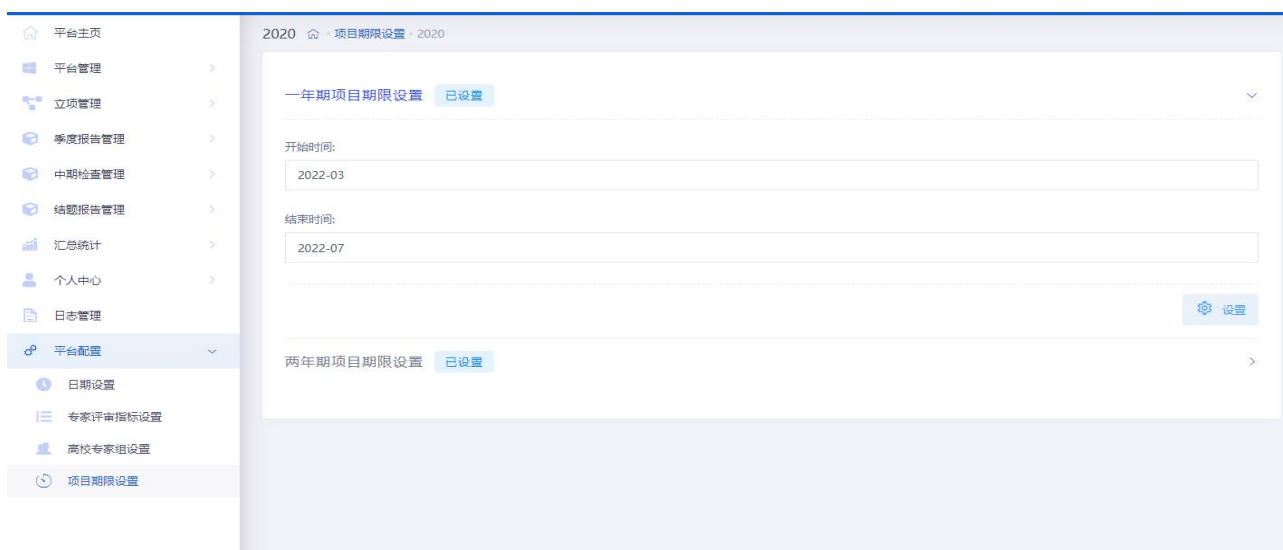 平台主页
平台管理
立项管理
季度报告管理
中期检查管理
结题报告管理
汇总统计
个人中心
日志管理
平台配置
日期设置
专家评审指标设置
高校专家组设置
项目期限设置
2020 - 项目期限设置 - 2020
一年期项目期限设置 已设置
开始时间:
2022-03
结束时间:
2022-07
设置
两年期项目期限设置 已设置